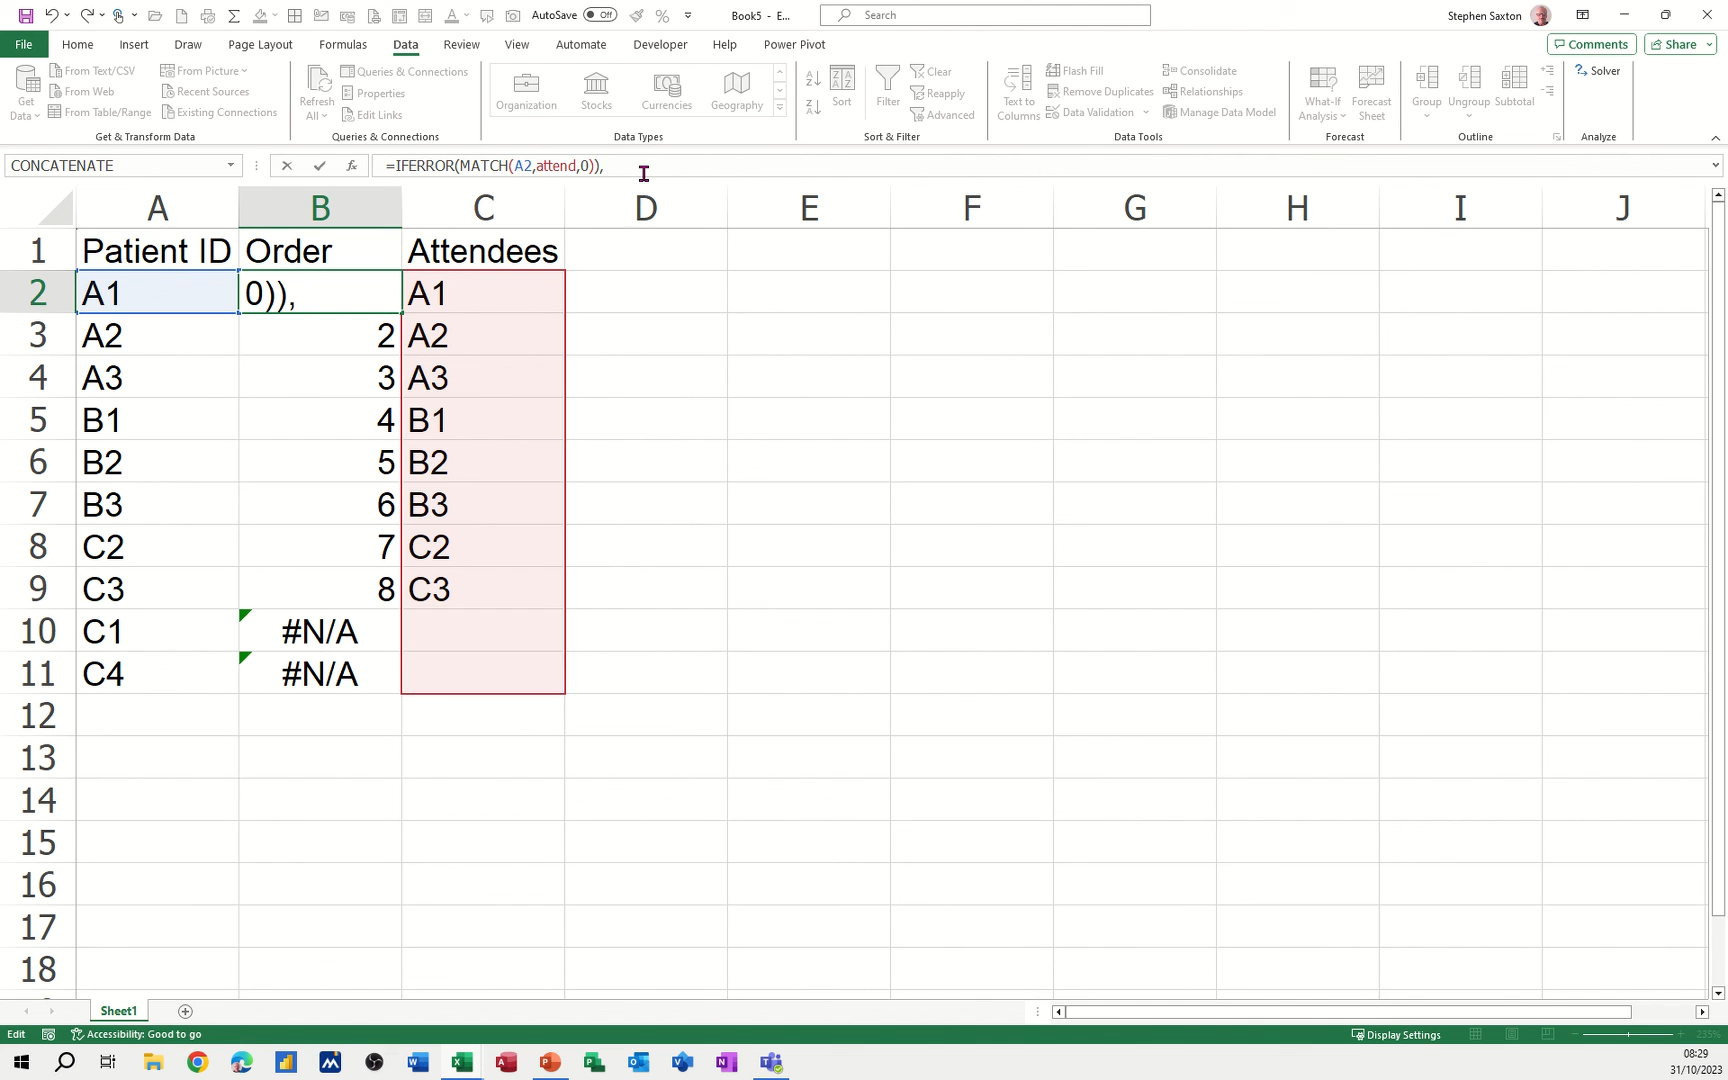 AutoSave Off Book5 - E... Search Stephen Saxton
File Home Insert Draw Page Layout Formulas Data Review View Automate Developer Help Power Pivot Comments Share
Get Data
From Text/CSV
From Web
From Table/Range
From Picture
Recent Sources
Existing Connections
Get & Transform Data
Refresh All
Queries & Connections
Properties
Edit Links
Queries & Connections
Organization Stocks Currencies Geography
Data Types
Sort
Filter
Clear
Reapply
Advanced
Sort & Filter
Text to Columns
Flash Fill
Remove Duplicates
Data Validation
Consolidate
Relationships
Manage Data Model
Data Tools
What-If Analysis
Forecast Sheet
Forecast
Group Ungroup Subtotal
Outline
Solver
Analyze
CONCATENATE fx =IFERROR(MATCH(A2,attend,0)),
A B C D E F G H I J
1 Patient ID Order Attendees
2 A1 0)), A1
3 A2 2 A2
4 A3 3 A3
5 B1 4 B1
6 B2 5 B2
7 B3 6 B3
8 C2 7 C2
9 C3 8 C3
10 C1 #N/A
11 C4 #N/A
12
13
14
15
16
17
18
Sheet1
Edit Accessibility: Good to go Display Settings 235%
08:29
31/10/2023